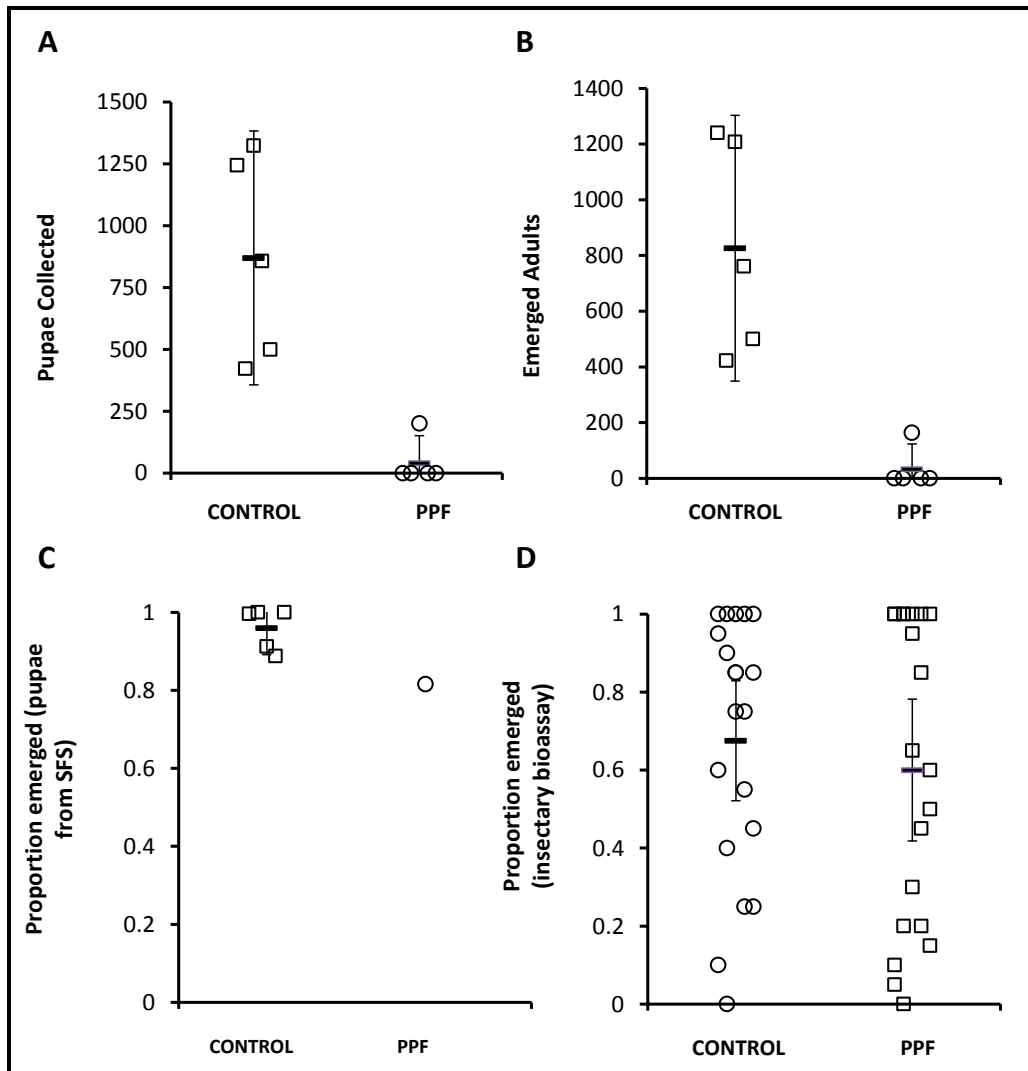 A
Pupae Collected
1500
1250
1000
750
500
250
0
CONTROL PPF
B
Emerged Adults
1400
1200
1000
800
600
400
200
0
CONTROL PPF
C
Proportion emerged (pupae
from SFS)
1
0.8
0.6
0.4
0.2
0
CONTROL PPF
D
Proportion emerged
(insectary bioassay)
1
0.8
0.6
0.4
0.2
0
CONTROL PPF